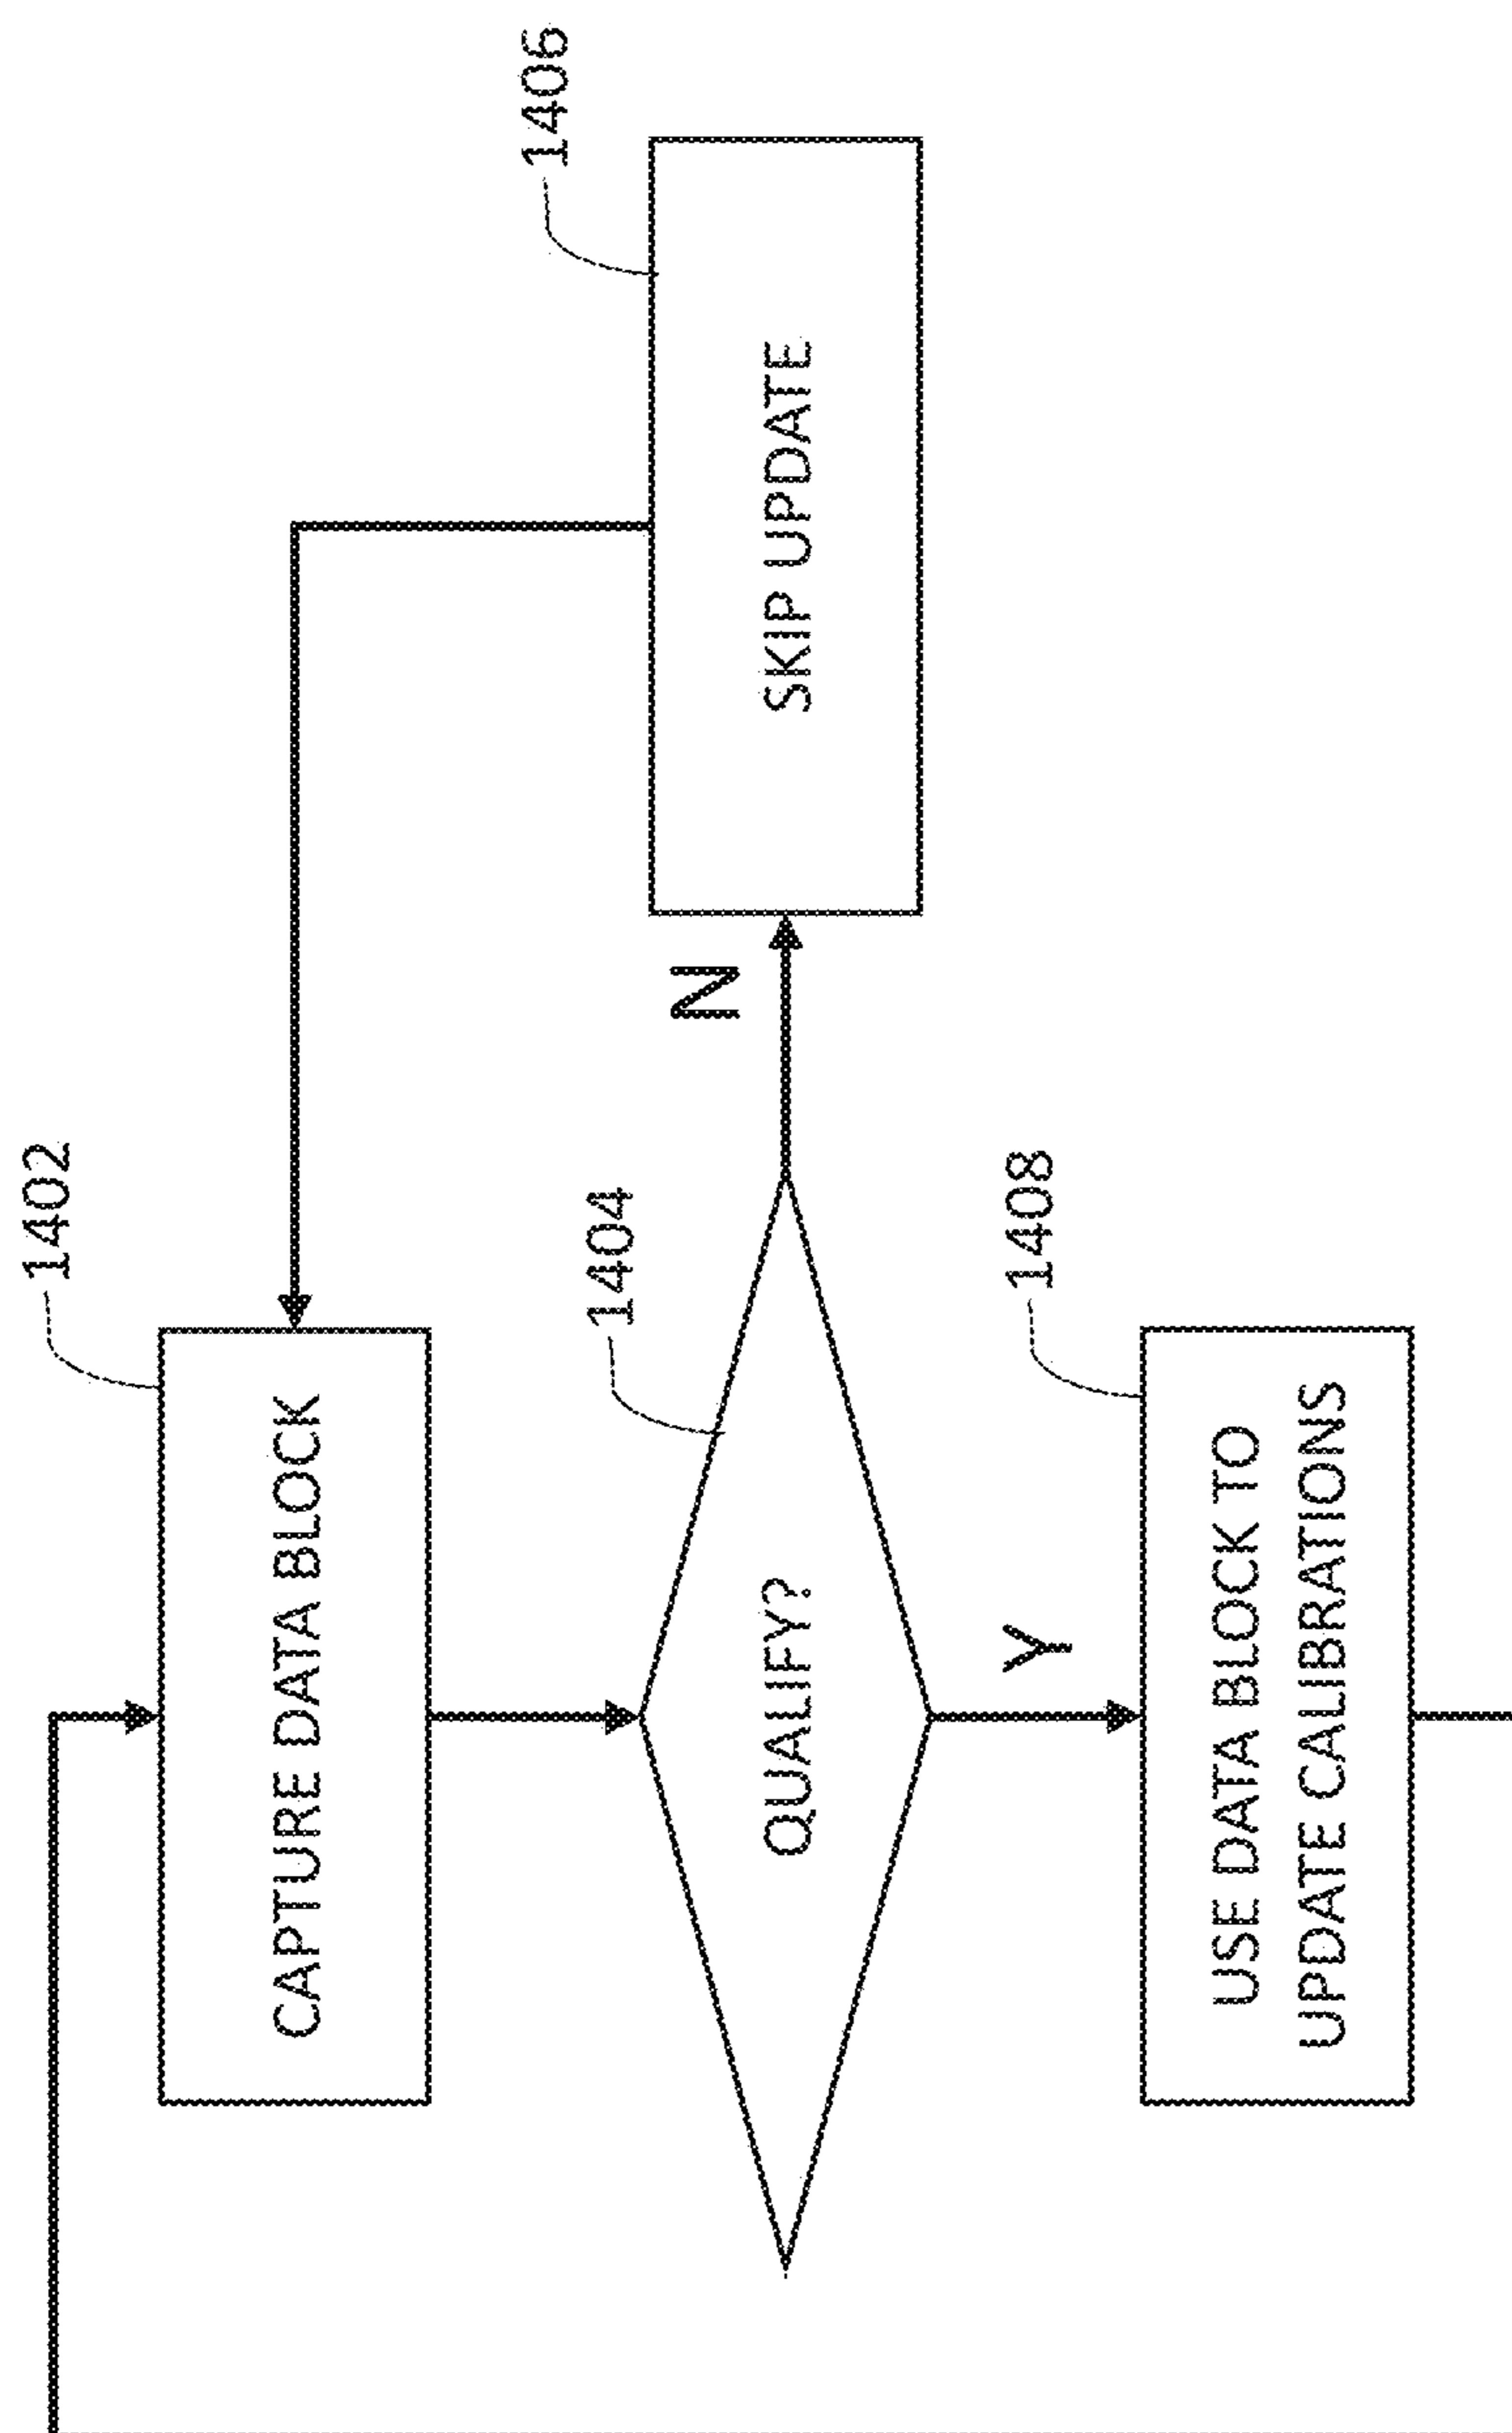 1402
CAPTURE DATA BLOCK
1404
QUALIFY?
N
1406
SKIP UPDATE
Y
1408
USE DATA BLOCK TO
UPDATE CALIBRATIONS